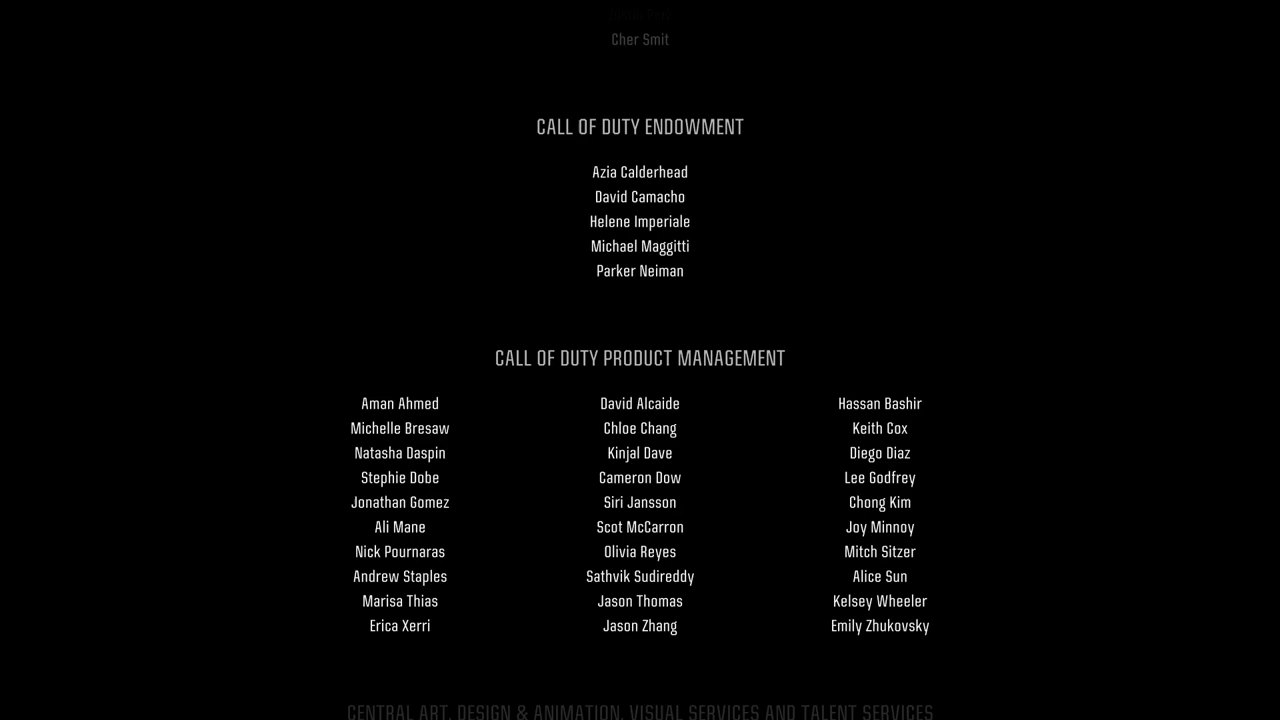 Cher Smit
CALL OF DUTY ENDOWMENT
Azia Calderhead
David Camacho
Helene Imperiale
Michael Maggitti
Parker Neiman
CALL OF DUTY PRODUCT MANAGEMENT
Aman Ahmed David Alcaide Hassan Bashir
Michelle Bresaw Chloe Chang Keith Cox
Natasha Daspin Kinjal Dave Diego Diaz
Stephie Dobe Cameron Dow Lee Godfrey
Jonathan Gomez Siri Jansson Chong Kim
Ali Mane Scot McCarron Joy Minnoy
Nick Pournaras Olivia Reyes Mitch Sitzer
Andrew Staples Sathvik Sudireddy Alice Sun
Marisa Thias Jason Thomas Kelsey Wheeler
Erica Xerri Jason Zhang Emily Zhukovsky
CENTRAL ART, DESIGN & ANIMATION, VISUAL SERVICES AND TALENT SERVICES